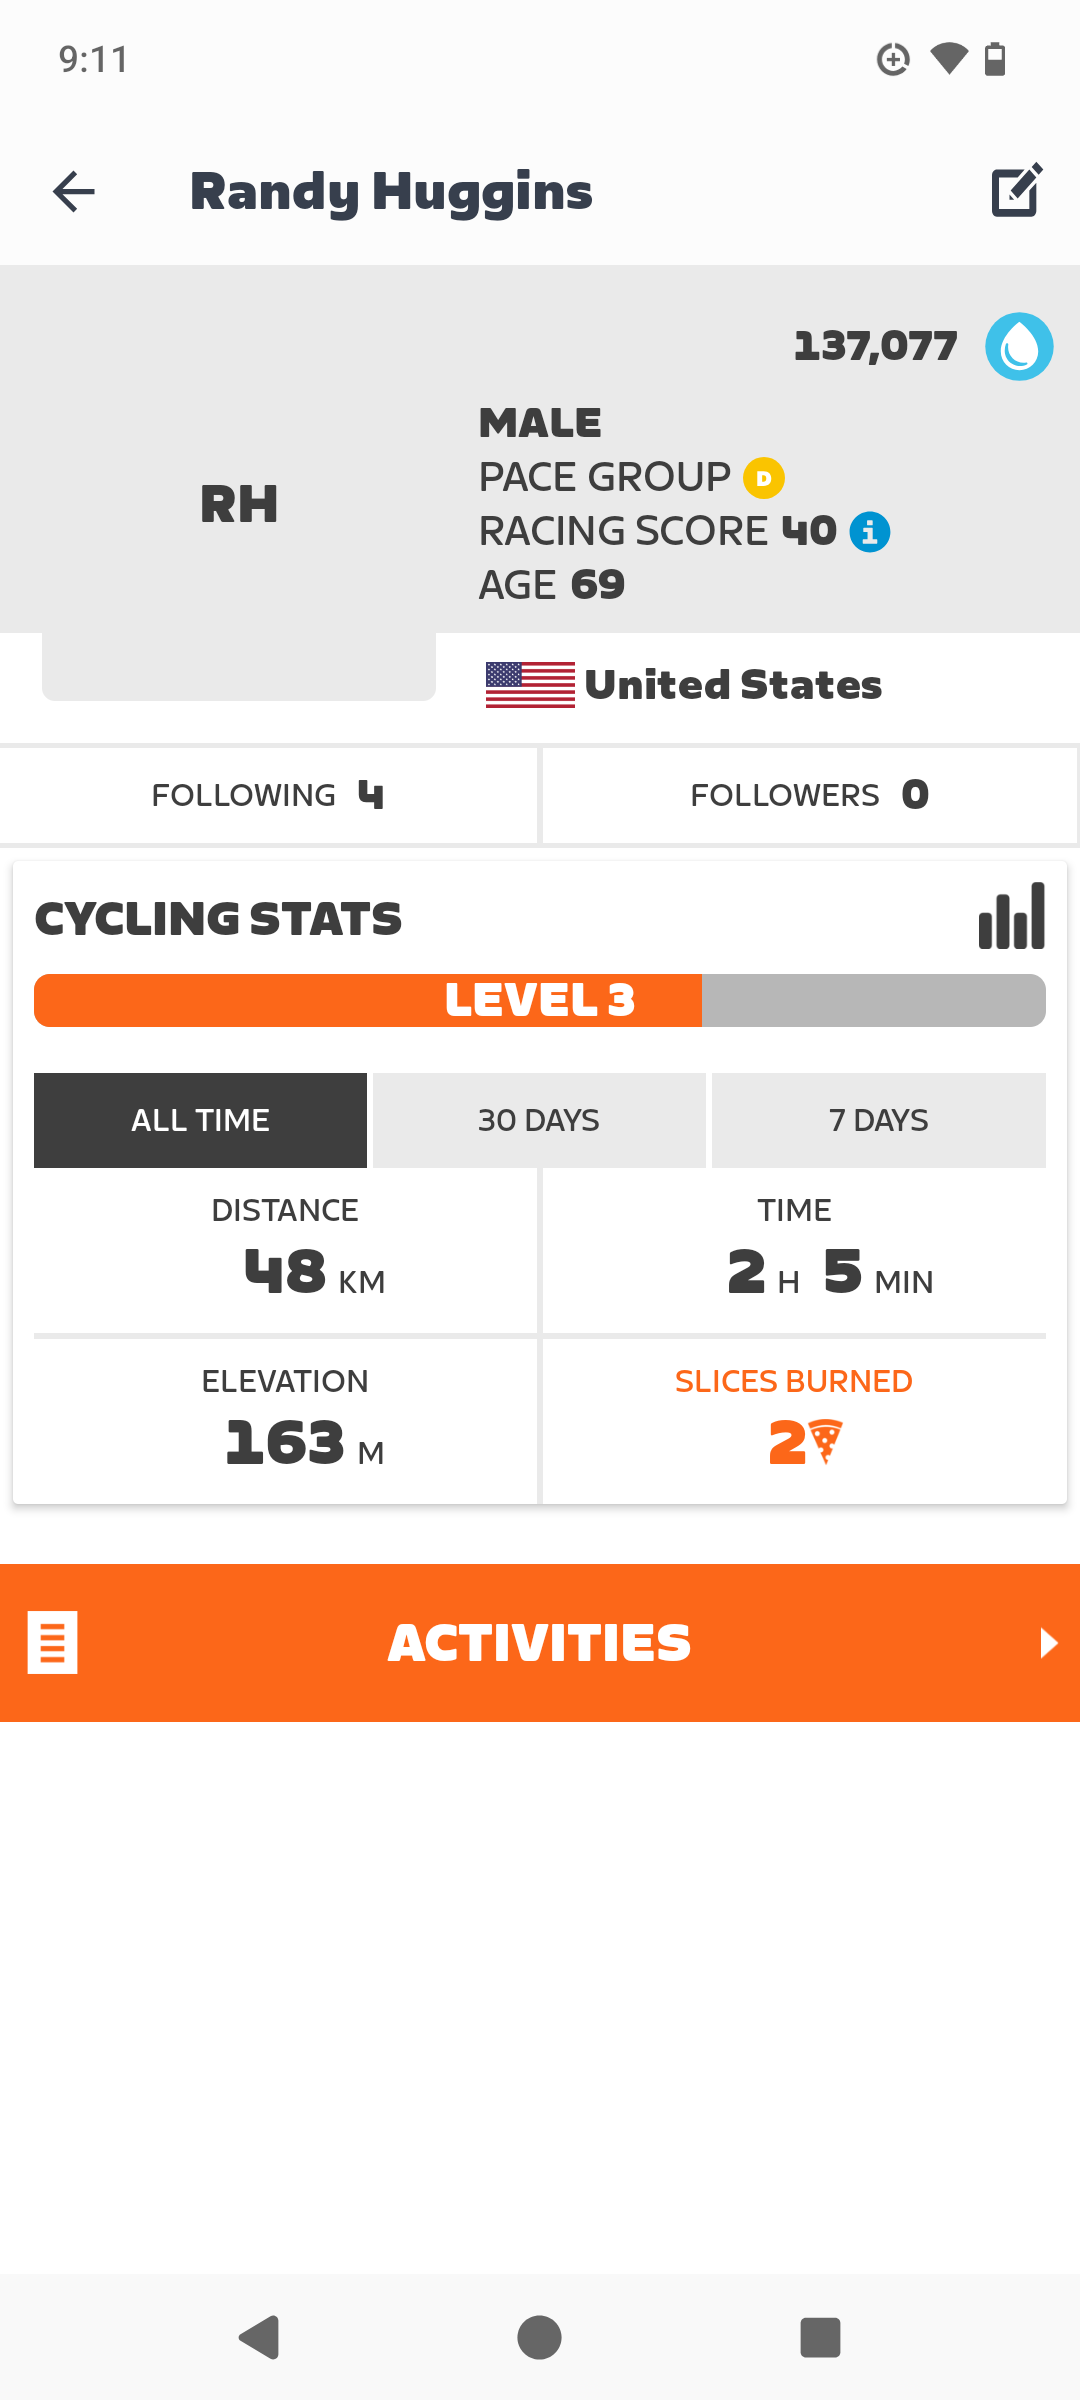 9:11
Randy Huggins
137,077
MALE
PACE GROUP D
RH
RACING SCORE 40 i
AGE 69
United States
FOLLOWING 4
FOLLOWERS 0
CYCLING STATS
LEVEL 3
ALL TIME
30 DAYS
7 DAYS
DISTANCE
48 KM
TIME
2 H 5 MIN
ELEVATION
163 M
SLICES BURNED
2
ACTIVITIES